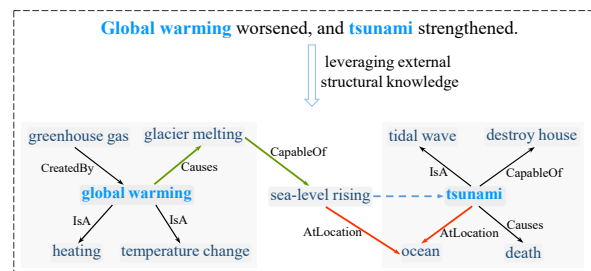 Global warming worsened, and tsunami strengthened.
leveraging external
structural knowledge
greenhouse gas
glacier melting
tidal wave
destroy house
CreatedBy
Causes
CapableOf
IsA
CapableOf
global warming
sea-level rising
tsunami
IsA
IsA
AtLocation
AtLocation
Causes
heating
temperature change
ocean
death